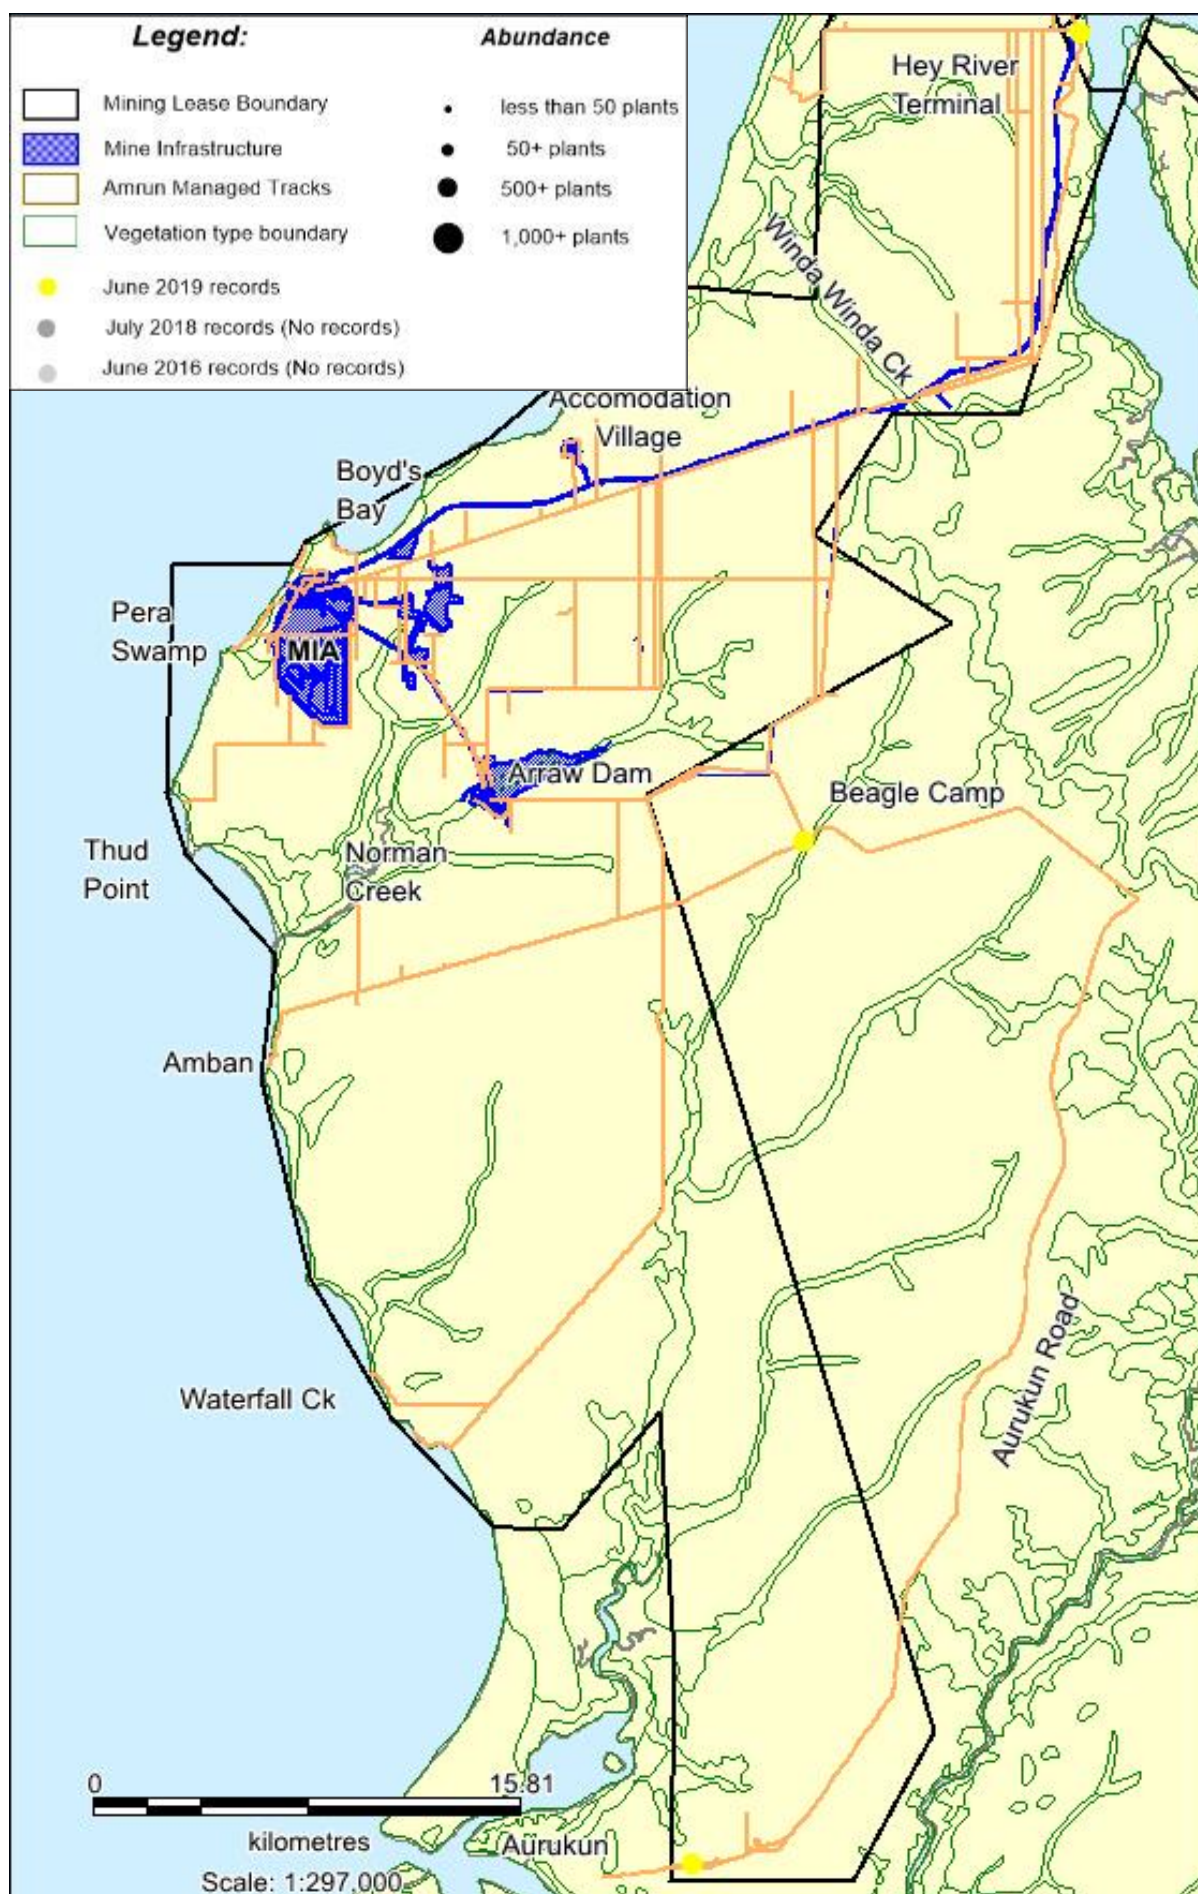 Legend:
Abundance
Mining Lease Boundary
less than 50 plants
Mine Infrastructure
50+ plants
Amrun Managed Tracks
500+ plants
Vegetation type boundary
1,000+ plants
June 2019 records
July 2018 records (No records)
June 2016 records (No records)
Hey River
Terminal
Winda Winda Ck
Accomodation
Village
Boyd's
Bay
Pera
Swamp
MIA
Arraw Dam
Beagle Camp
Thud
Point
Norman
Creek
Amban
Aurukun Road
Waterfall Ck
0
15.81
kilometres
Scale: 1:297,000
Aurukun